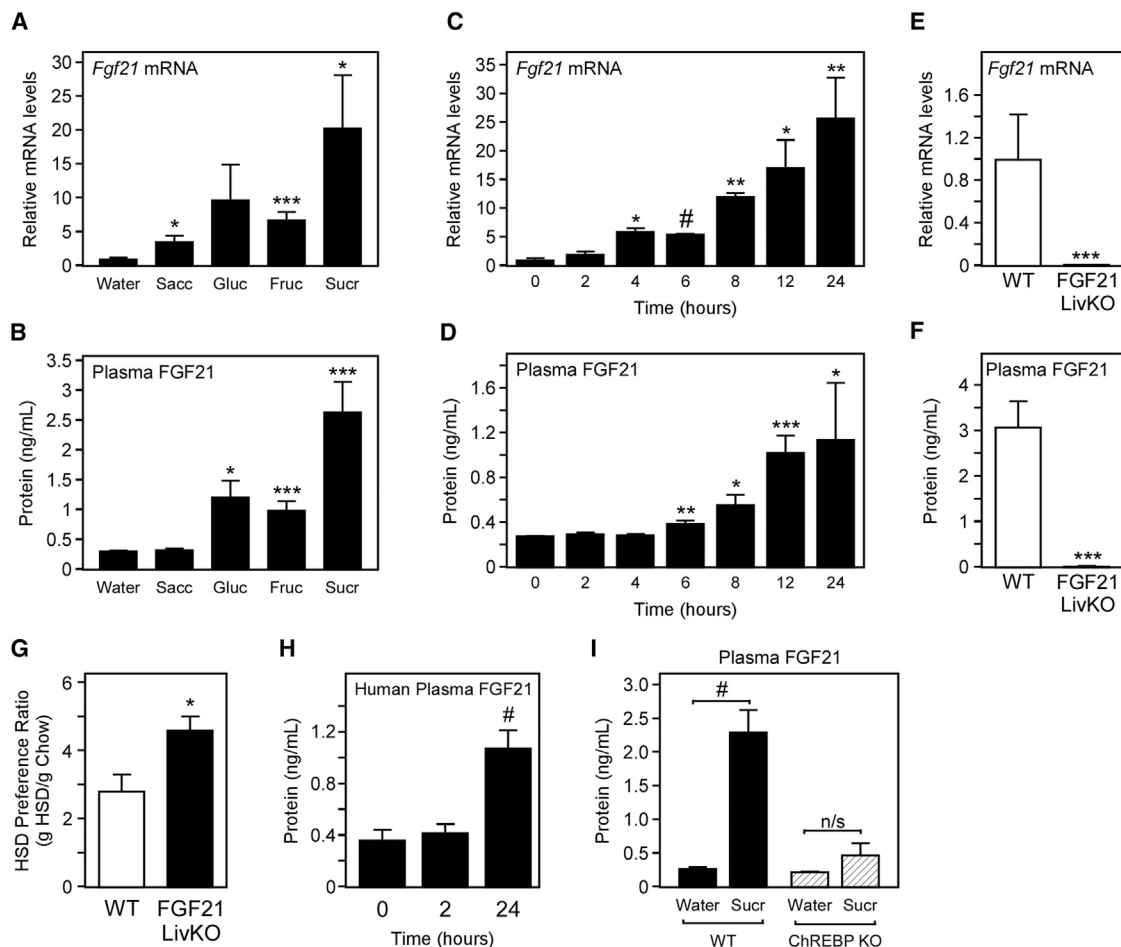 A
Fgf21 mRNA
Relative mRNA levels
30
25
20
15
10
5
0
*
***
*
Water Sacc Gluc Fruc Sucr
B
Plasma FGF21
Protein (ng/mL)
3.5
3
2.5
2
1.5
1
0.5
0
*
***
***
Water Sacc Gluc Fruc Sucr
C
Fgf21 mRNA
Relative mRNA levels
35
30
25
20
15
10
5
0
*
#
**
*
**
0 2 4 6 8 12 24
Time (hours)
D
Plasma FGF21
Protein (ng/mL)
1.6
1.2
0.8
0.4
0
**
*
***
*
0 2 4 6 8 12 24
Time (hours)
E
Fgf21 mRNA
Relative mRNA levels
1.6
1.2
0.8
0.4
0
***
WT FGF21
LivKO
F
Plasma FGF21
Protein (ng/mL)
4
3
2
1
0
***
WT FGF21
LivKO
G
HSD Preference Ratio
(g HSD/g Chow)
6
4
2
0
*
WT FGF21
LivKO
H
Human Plasma FGF21
Protein (ng/mL)
1.2
0.8
0.4
0
#
0 2 24
Time (hours)
I
Plasma FGF21
Protein (ng/mL)
3.0
2.5
2.0
1.5
1.0
0.5
0
#
n/s
Water Sucr Water Sucr
WT ChREBP KO